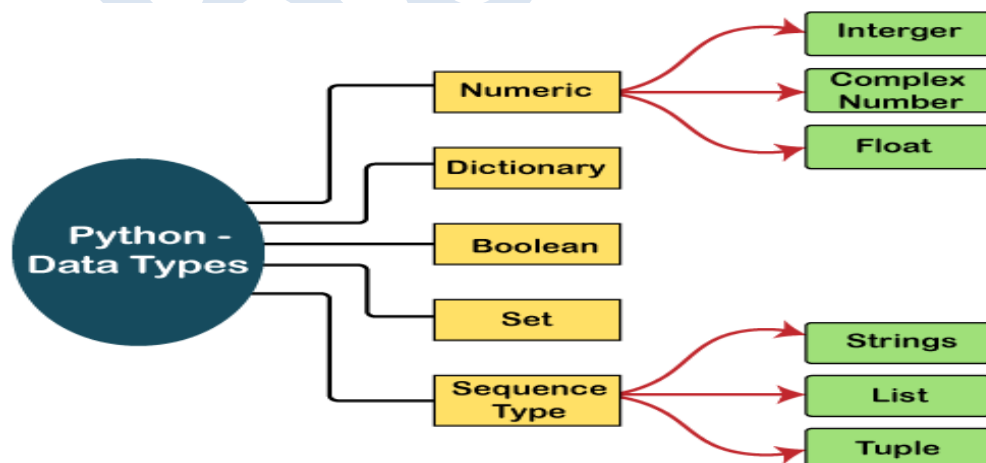 Python -
Data Types
Numeric
Dictionary
Boolean
Set
Sequence
Type
Interger
Complex
Number
Float
Strings
List
Tuple